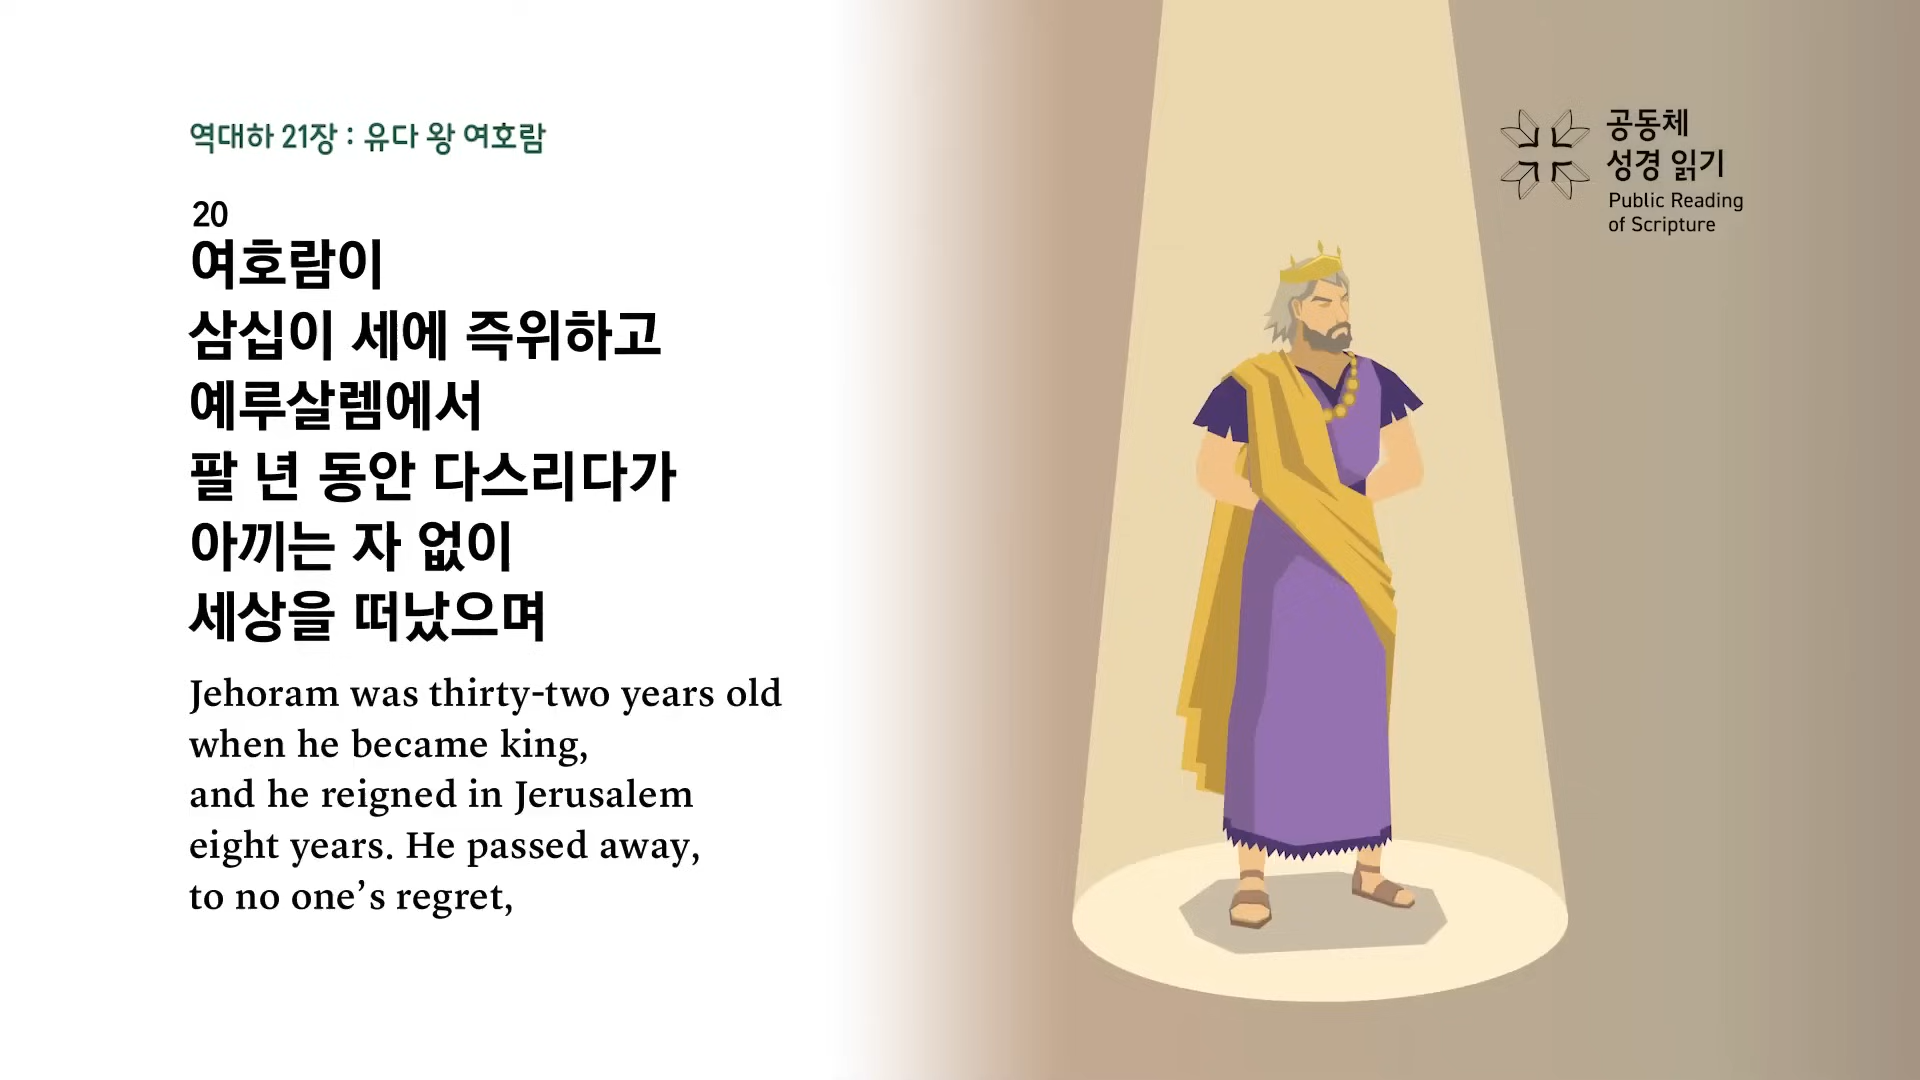 역대하 21장 : 유다 왕 여호람
20
여호람이
삼십이 세에 즉위하고
예루살렘에서
팔 년 동안 다스리다가
아끼는 자 없이
세상을 떠났으며
Jehoram was thirty-two years old
when he became king,
and he reigned in Jerusalem
eight years. He passed away,
to no one’s regret,
공동체
성경 읽기
Public Reading
of Scripture